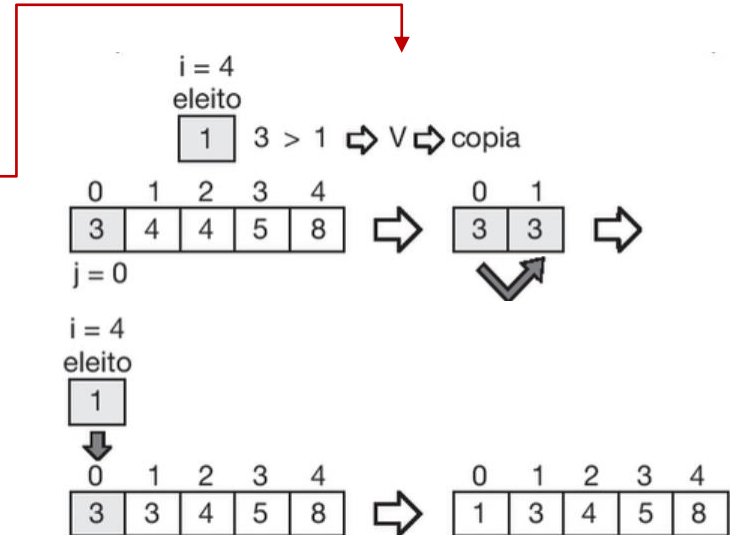 i = 4
eleito
1 3 > 1 ⇨ V ⇨ copia
0 1 2 3 4 0 1
3 4 4 5 8 3 3
j = 0
i = 4
eleito
1
0 1 2 3 4 0 1 2 3 4
3 3 4 5 8 1 3 4 5 8